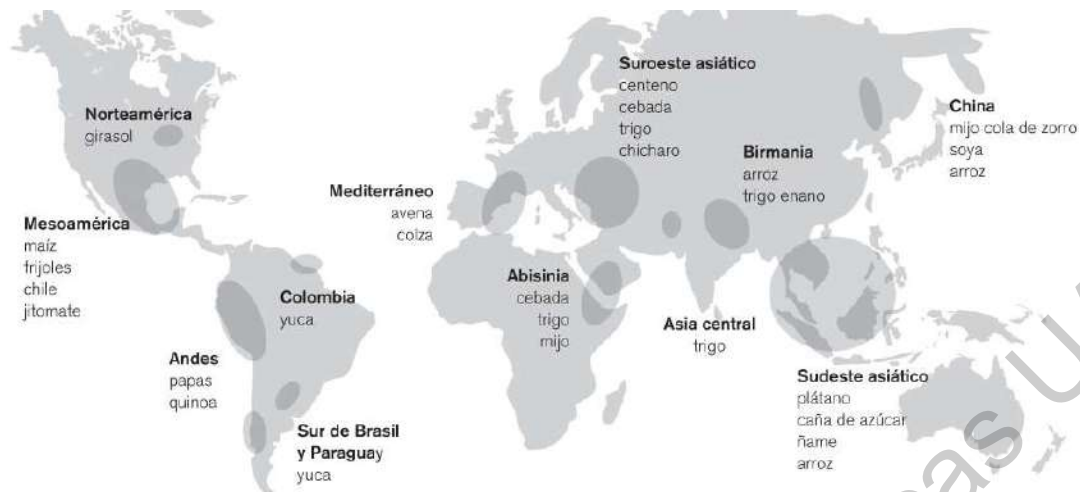 Norteamérica
girasol
Mesoamérica
maíz
frijoles
chile
jitomate
Colombia
yuca
Andes
papas
quinoa
Sur de Brasil
y Paraguay
yuca
Mediterráneo
avena
colza
Suroeste asiático
centeno
cebada
trigo
chicharo
Abisinia
cebada
trigo
mijo
Birmania
arroz
trigo enano
Asia central
trigo
China
mijo cola de zorro
soya
arroz
Sudeste asiático
plátano
caña de azúcar
ñame
arroz